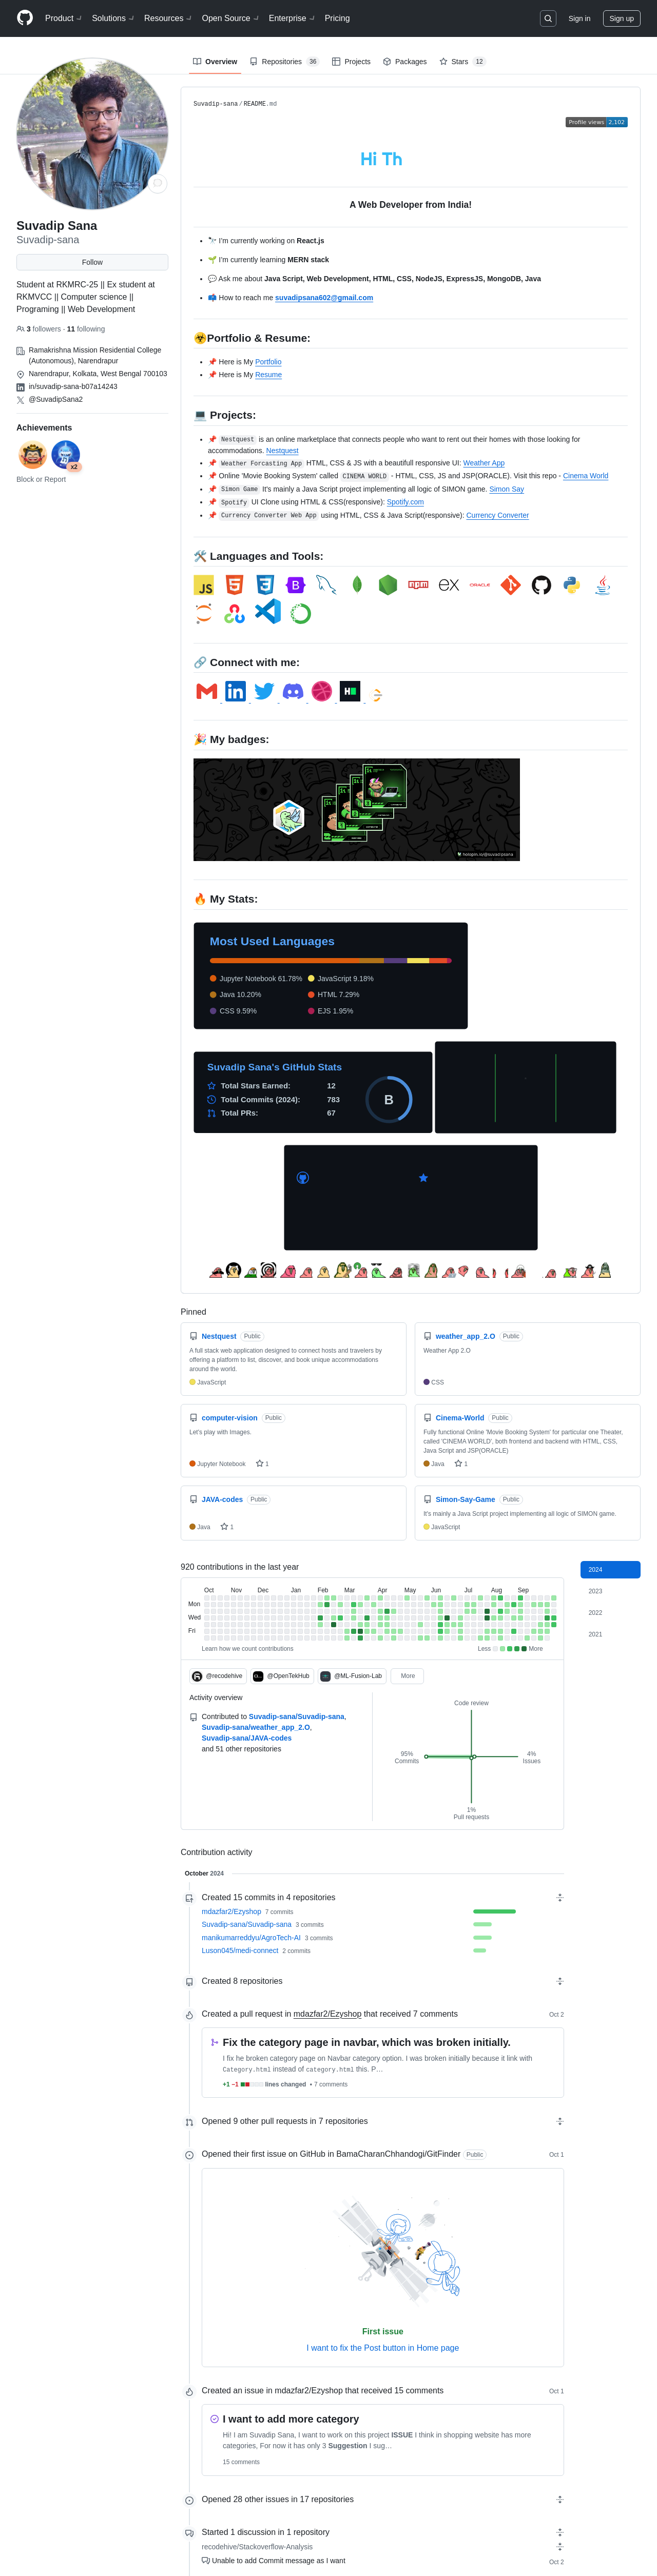 Product
Solutions
Resources
Open Source
Enterprise
Pricing
Sign in
Sign up
Overview
Repositories 36
Projects
Packages
Stars 12
Suvadip Sana
Suvadip-sana
Follow
Student at RKMRC-25 || Ex student at
RKMVCC || Computer science ||
Programing || Web Development
3 followers · 11 following
Ramakrishna Mission Residential College
(Autonomous), Narendrapur
Narendrapur, Kolkata, West Bengal 700103
in/suvadip-sana-b07a14243
@SuvadipSana2
Achievements
x2
Block or Report
Suvadip-sana/README.md
Profile views 2,102
Hi Th
A Web Developer from India!
🔭 I'm currently working on React.js
🌱 I'm currently learning MERN stack
💬 Ask me about Java Script, Web Development, HTML, CSS, NodeJS, ExpressJS, MongoDB, Java
📫 How to reach me suvadipsana602@gmail.com
☣️Portfolio & Resume:
📌 Here is My Portfolio
📌 Here is My Resume
💻 Projects:
📌 Nestquest is an online marketplace that connects people who want to rent out their homes with those looking for
accommodations. Nestquest
📌 Weather Forcasting App HTML, CSS & JS with a beautifull responsive UI: Weather App
📌 Online 'Movie Booking System' called CINEMA WORLD - HTML, CSS, JS and JSP(ORACLE). Visit this repo - Cinema World
📌 Simon Game It's mainly a Java Script project implementing all logic of SIMON game. Simon Say
📌 Spotify UI Clone using HTML & CSS(responsive): Spotify.com
📌 Currency Converter Web App using HTML, CSS & Java Script(responsive): Currency Converter
🛠️ Languages and Tools:
JS
npm
ex
ORACLE
🔗 Connect with me:
🎉 My badges:
holopin.io/@suvadipsana
🔥 My Stats:
Most Used Languages
Jupyter Notebook 61.78%
JavaScript 9.18%
Java 10.20%
HTML 7.29%
CSS 9.59%
EJS 1.95%
Suvadip Sana's GitHub Stats
Total Stars Earned: 12
Total Commits (2024): 783
Total PRs: 67
B
Pinned
Nestquest Public
A full stack web application designed to connect hosts and travelers by
offering a platform to list, discover, and book unique accommodations
around the world.
JavaScript
weather_app_2.O Public
Weather App 2.O
CSS
computer-vision Public
Let's play with Images.
Jupyter Notebook 1
Cinema-World Public
Fully functional Online 'Movie Booking System' for particular one Theater,
called 'CINEMA WORLD', both frontend and backend with HTML, CSS,
Java Script and JSP(ORACLE)
Java 1
JAVA-codes Public
Java 1
Simon-Say-Game Public
It's mainly a Java Script project implementing all logic of SIMON game.
JavaScript
920 contributions in the last year
2024
2023
2022
2021
Oct Nov Dec Jan Feb Mar Apr May Jun Jul Aug Sep
Mon
Wed
Fri
Learn how we count contributions
Less More
@recodehive
@OpenTekHub
@ML-Fusion-Lab
More
Activity overview
Contributed to Suvadip-sana/Suvadip-sana,
Suvadip-sana/weather_app_2.O,
Suvadip-sana/JAVA-codes
and 51 other repositories
Code review
95%
Commits
4%
Issues
1%
Pull requests
Contribution activity
October 2024
Created 15 commits in 4 repositories
mdazfar2/Ezyshop 7 commits
Suvadip-sana/Suvadip-sana 3 commits
manikumarreddyu/AgroTech-AI 3 commits
Luson045/medi-connect 2 commits
Created 8 repositories
Created a pull request in mdazfar2/Ezyshop that received 7 comments
Oct 2
Fix the category page in navbar, which was broken initially.
I fix he broken category page on Navbar category option. I was broken initially because it link with
Category.html instead of category.html this. P…
+1 −1 lines changed • 7 comments
Opened 9 other pull requests in 7 repositories
Opened their first issue on GitHub in BamaCharanChhandogi/GitFinder Public
Oct 1
First issue
I want to fix the Post button in Home page
Created an issue in mdazfar2/Ezyshop that received 15 comments
Oct 1
I want to add more category
Hi! I am Suvadip Sana, I want to work on this project ISSUE I think in shopping website has more
categories, For now it has only 3 Suggestion I sug…
15 comments
Opened 28 other issues in 17 repositories
Started 1 discussion in 1 repository
recodehive/Stackoverflow-Analysis
Unable to add Commit message as I want
Oct 2